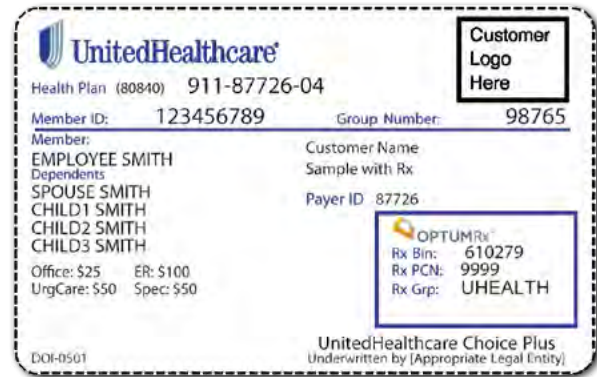 UnitedHealthcare
Customer
Logo
Here
Health Plan (80840) 911-87726-04
Member ID: 123456789 Group Number: 98765
Member:
EMPLOYEE SMITH
Dependents
SPOUSE SMITH
CHILD1 SMITH
CHILD2 SMITH
CHILD3 SMITH
Office: $25 ER: $100
UrgCare: $50 Spec: $50
Customer Name
Sample with Rx
Payer ID 87726
OPTUMRx
Rx Bin: 610279
Rx PCN: 9999
Rx Grp: UHEALTH
DOI-0501
UnitedHealthcare Choice Plus
Underwritten by [Appropriate Legal Entity]